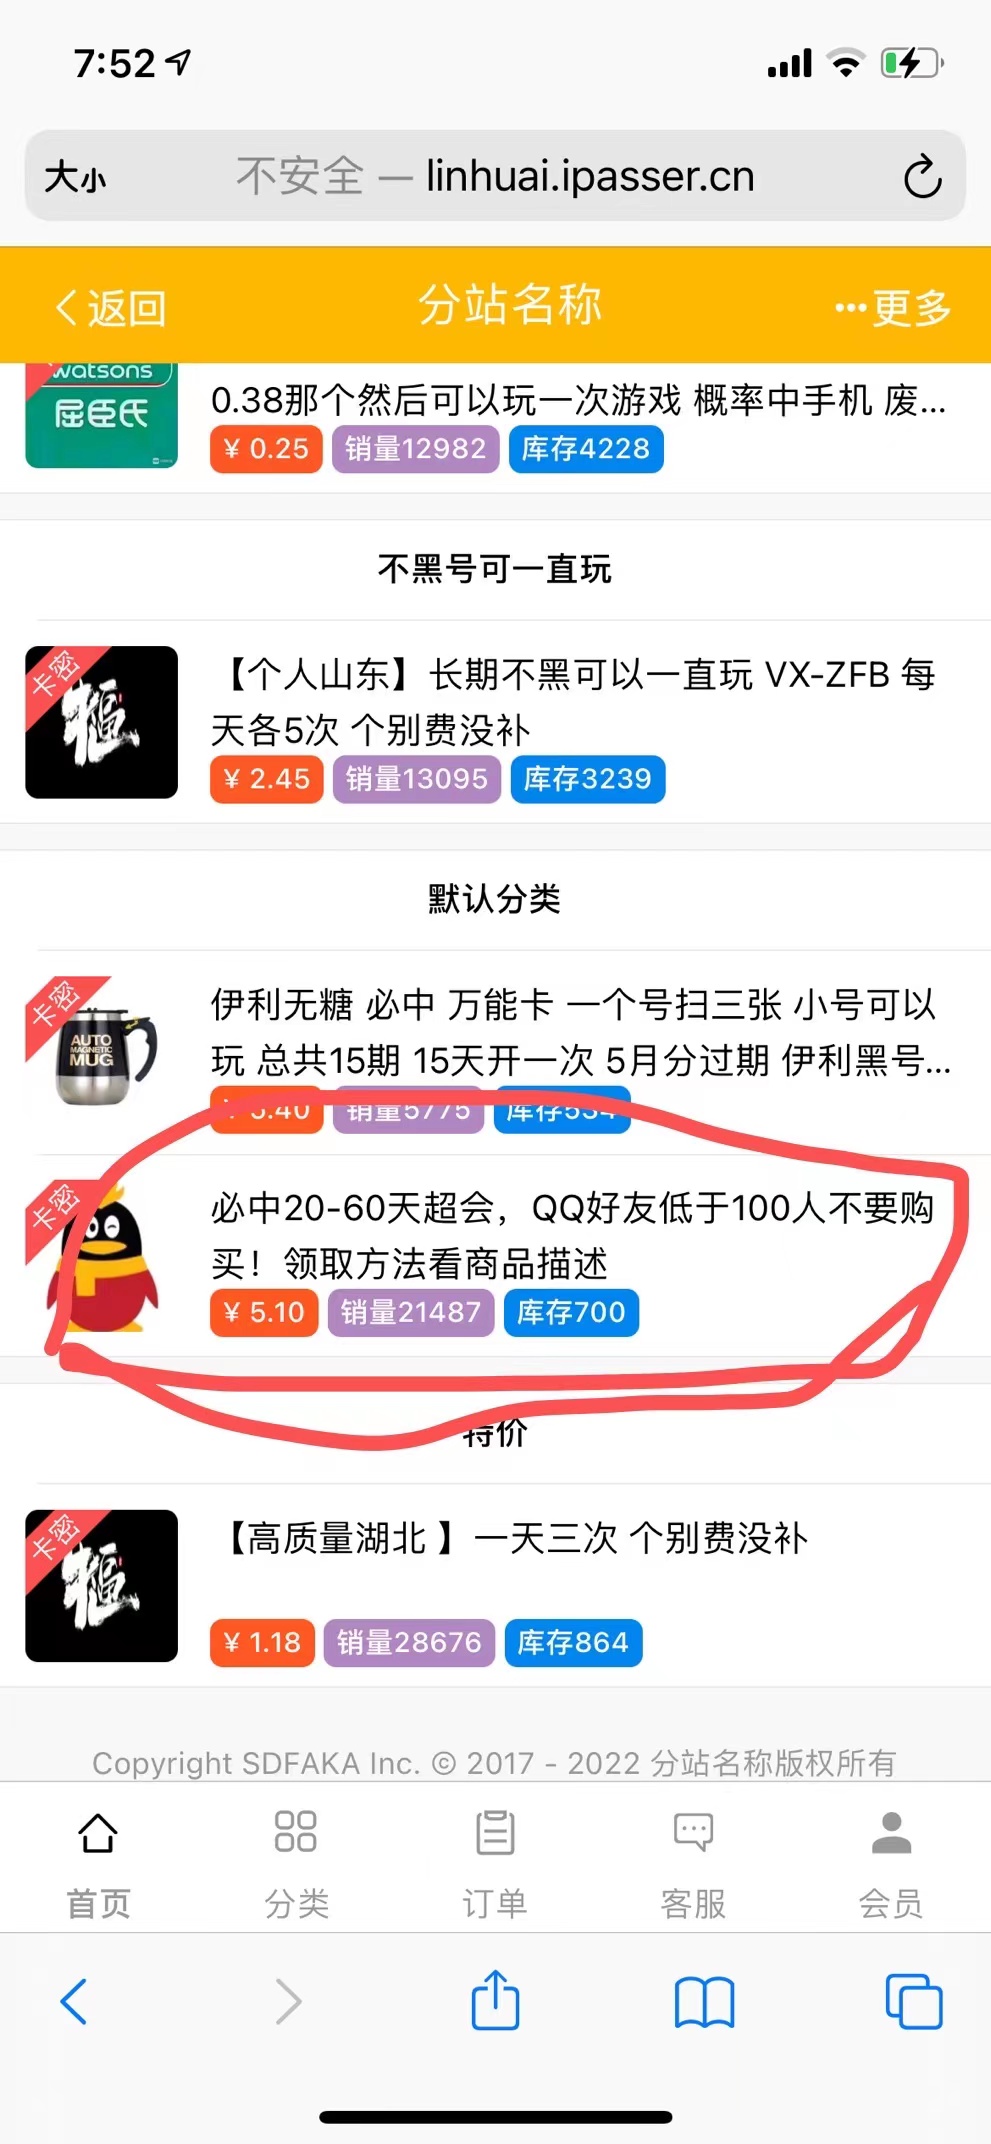 7:52
大小 不安全 — linhuai.ipasser.cn
返回 分站名称 •••更多
watsons
屈臣氏
0.38那个然后可以玩一次游戏 概率中手机 废...
¥ 0.25 销量12982 库存4228
不黑号可一直玩
卡密
福
【个人山东】长期不黑可以一直玩 VX-ZFB 每
天各5次 个别费没补
¥ 2.45 销量13095 库存3239
默认分类
卡密
AUTO
MAGNETIC
MUG
伊利无糖 必中 万能卡 一个号扫三张 小号可以
玩 总共15期 15天开一次 5月分过期 伊利黑号...
¥ 5.40 销量5775 库存534
卡密
必中20-60天超会，QQ好友低于100人不要购
买！领取方法看商品描述
¥ 5.10 销量21487 库存700
特价
卡密
福
【高质量湖北 】一天三次 个别费没补
¥ 1.18 销量28676 库存864
Copyright SDFAKA Inc. © 2017 - 2022 分站名称版权所有
首页 分类 订单 客服 会员